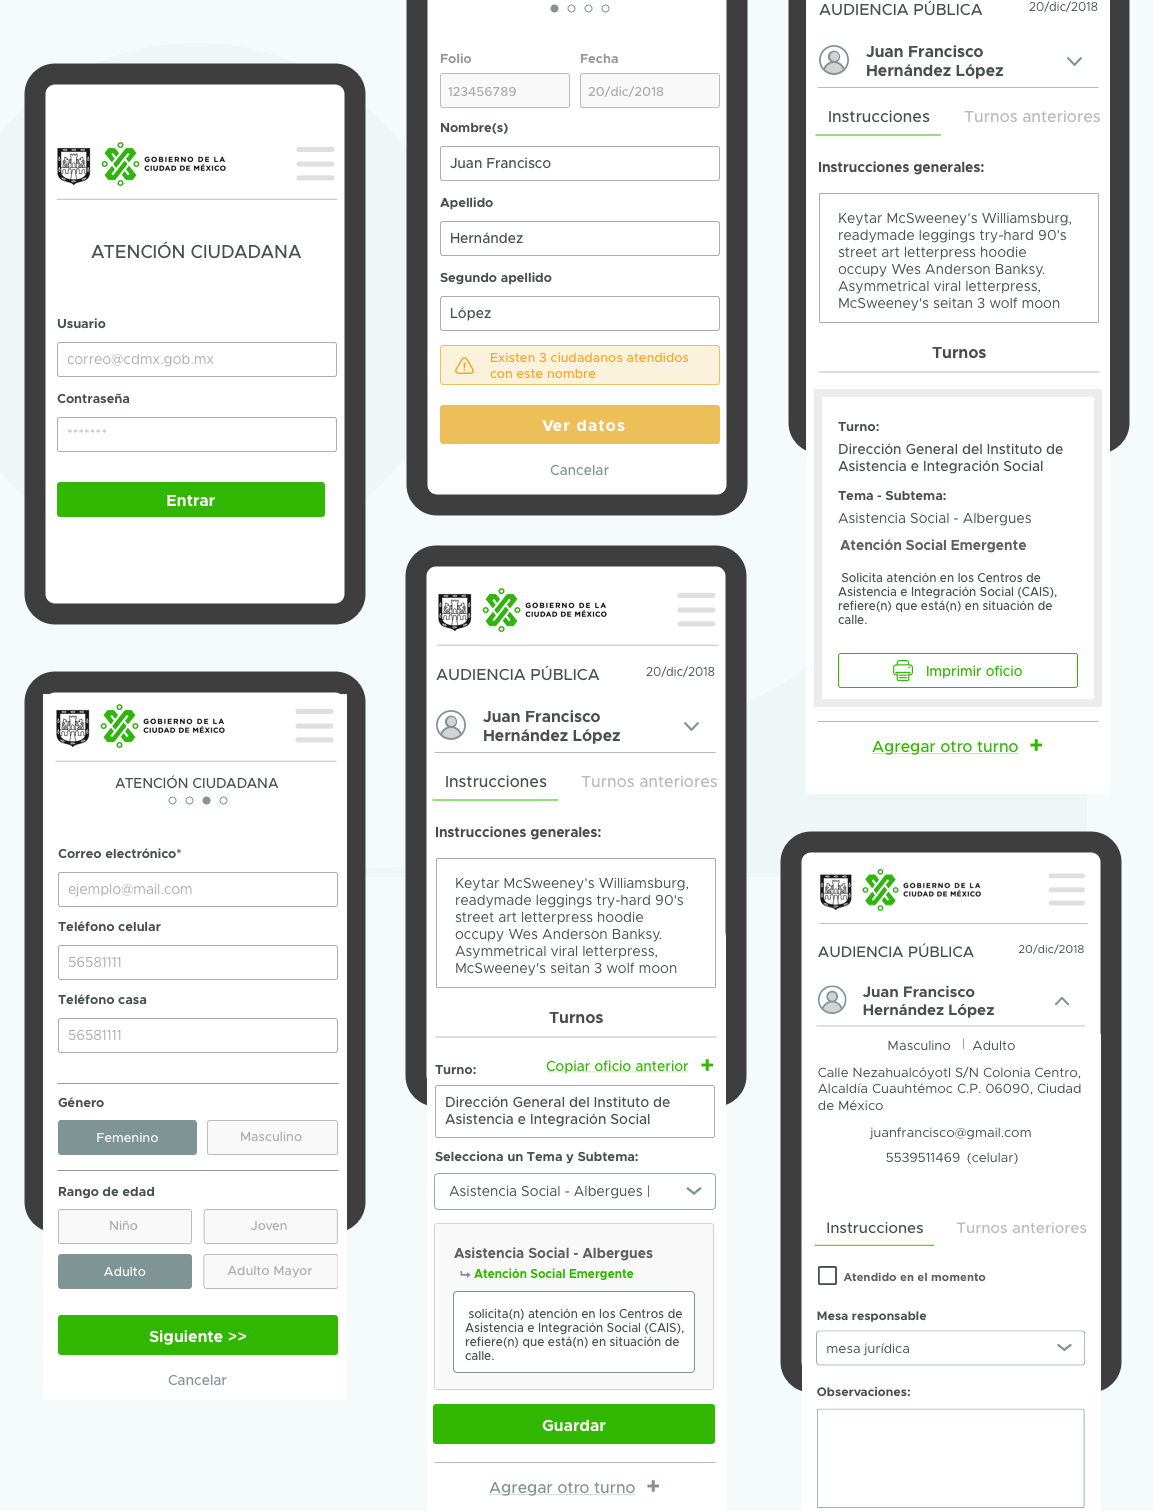 GOBIERNO DE LA
CIUDAD DE MÉXICO
ATENCIÓN CIUDADANA
Usuario
correo@cdmx.gob.mx
Contraseña
*******
Entrar
GOBIERNO DE LA
CIUDAD DE MÉXICO
ATENCIÓN CIUDADANA
Correo electrónico*
ejemplo@mail.com
Teléfono celular
56581111
Teléfono casa
56581111
Género
Femenino Masculino
Rango de edad
Niño Joven
Adulto Adulto Mayor
Siguiente >>
Cancelar
Folio Fecha
123456789 20/dic/2018
Nombre(s)
Juan Francisco
Apellido
Hernández
Segundo apellido
López
Existen 3 ciudadanos atendidos
con este nombre
Ver datos
Cancelar
GOBIERNO DE LA
CIUDAD DE MÉXICO
AUDIENCIA PÚBLICA 20/dic/2018
Juan Francisco
Hernández López
Instrucciones Turnos anteriores
Instrucciones generales:
Keytar McSweeney's Williamsburg,
readymade leggings try-hard 90's
street art letterpress hoodie
occupy Wes Anderson Banksy.
Asymmetrical viral letterpress,
McSweeney's seitan 3 wolf moon
Turnos
Turno: Copiar oficio anterior +
Dirección General del Instituto de
Asistencia e Integración Social
Selecciona un Tema y Subtema:
Asistencia Social - Albergues |
Asistencia Social - Albergues
Atención Social Emergente
solicita(n) atención en los Centros de
Asistencia e Integración Social (CAIS),
refiere(n) que está(n) en situación de
calle.
Guardar
Agregar otro turno +
AUDIENCIA PÚBLICA 20/dic/2018
Juan Francisco
Hernández López
Instrucciones Turnos anteriores
Instrucciones generales:
Keytar McSweeney's Williamsburg,
readymade leggings try-hard 90's
street art letterpress hoodie
occupy Wes Anderson Banksy.
Asymmetrical viral letterpress,
McSweeney's seitan 3 wolf moon
Turnos
Turno:
Dirección General del Instituto de
Asistencia e Integración Social
Tema - Subtema:
Asistencia Social - Albergues
Atención Social Emergente
Solicita atención en los Centros de
Asistencia e Integración Social (CAIS),
refiere(n) que está(n) en situación de
calle.
Imprimir oficio
Agregar otro turno +
GOBIERNO DE LA
CIUDAD DE MÉXICO
AUDIENCIA PÚBLICA 20/dic/2018
Juan Francisco
Hernández López
Masculino | Adulto
Calle Nezahualcóyotl S/N Colonia Centro,
Alcaldía Cuauhtémoc C.P. 06090, Ciudad
de México
juanfrancisco@gmail.com
5539511469 (celular)
Instrucciones Turnos anteriores
Atendido en el momento
Mesa responsable
mesa jurídica
Observaciones: